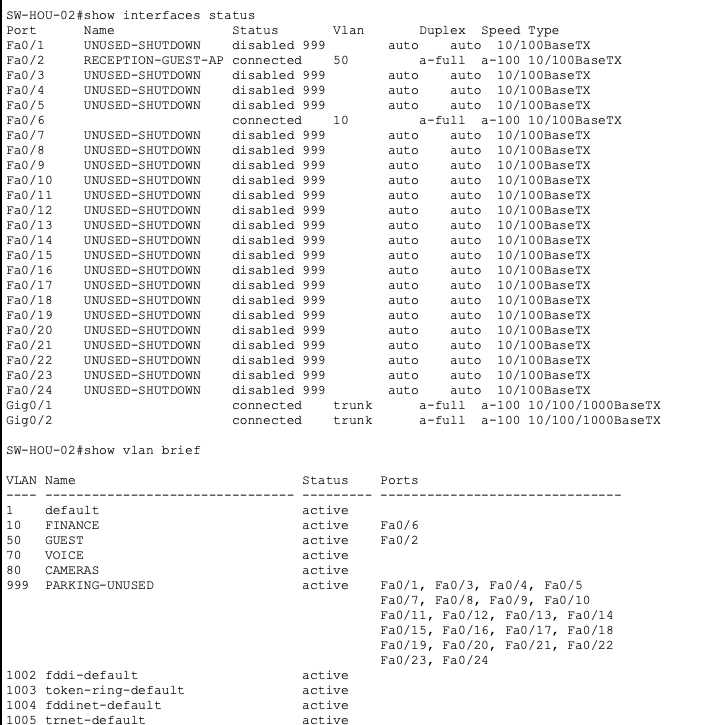 SW-HOU-02#show interfaces status
Port Name Status Vlan Duplex Speed Type
Fa0/1 UNUSED-SHUTDOWN disabled 999 auto auto 10/100BaseTX
Fa0/2 RECEPTION-GUEST-AP connected 50 a-full a-100 10/100BaseTX
Fa0/3 UNUSED-SHUTDOWN disabled 999 auto auto 10/100BaseTX
Fa0/4 UNUSED-SHUTDOWN disabled 999 auto auto 10/100BaseTX
Fa0/5 UNUSED-SHUTDOWN disabled 999 auto auto 10/100BaseTX
Fa0/6 connected 10 a-full a-100 10/100BaseTX
Fa0/7 UNUSED-SHUTDOWN disabled 999 auto auto 10/100BaseTX
Fa0/8 UNUSED-SHUTDOWN disabled 999 auto auto 10/100BaseTX
Fa0/9 UNUSED-SHUTDOWN disabled 999 auto auto 10/100BaseTX
Fa0/10 UNUSED-SHUTDOWN disabled 999 auto auto 10/100BaseTX
Fa0/11 UNUSED-SHUTDOWN disabled 999 auto auto 10/100BaseTX
Fa0/12 UNUSED-SHUTDOWN disabled 999 auto auto 10/100BaseTX
Fa0/13 UNUSED-SHUTDOWN disabled 999 auto auto 10/100BaseTX
Fa0/14 UNUSED-SHUTDOWN disabled 999 auto auto 10/100BaseTX
Fa0/15 UNUSED-SHUTDOWN disabled 999 auto auto 10/100BaseTX
Fa0/16 UNUSED-SHUTDOWN disabled 999 auto auto 10/100BaseTX
Fa0/17 UNUSED-SHUTDOWN disabled 999 auto auto 10/100BaseTX
Fa0/18 UNUSED-SHUTDOWN disabled 999 auto auto 10/100BaseTX
Fa0/19 UNUSED-SHUTDOWN disabled 999 auto auto 10/100BaseTX
Fa0/20 UNUSED-SHUTDOWN disabled 999 auto auto 10/100BaseTX
Fa0/21 UNUSED-SHUTDOWN disabled 999 auto auto 10/100BaseTX
Fa0/22 UNUSED-SHUTDOWN disabled 999 auto auto 10/100BaseTX
Fa0/23 UNUSED-SHUTDOWN disabled 999 auto auto 10/100BaseTX
Fa0/24 UNUSED-SHUTDOWN disabled 999 auto auto 10/100BaseTX
Gig0/1 connected trunk a-full a-100 10/100/1000BaseTX
Gig0/2 connected trunk a-full a-100 10/100/1000BaseTX
SW-HOU-02#show vlan brief
VLAN Name Status Ports
---- -------------------------------- --------- -------------------------------
1 default active
10 FINANCE active Fa0/6
50 GUEST active Fa0/2
70 VOICE active
80 CAMERAS active
999 PARKING-UNUSED active Fa0/1, Fa0/3, Fa0/4, Fa0/5
Fa0/7, Fa0/8, Fa0/9, Fa0/10
Fa0/11, Fa0/12, Fa0/13, Fa0/14
Fa0/15, Fa0/16, Fa0/17, Fa0/18
Fa0/19, Fa0/20, Fa0/21, Fa0/22
Fa0/23, Fa0/24
1002 fddi-default active
1003 token-ring-default active
1004 fddinet-default active
1005 trnet-default active